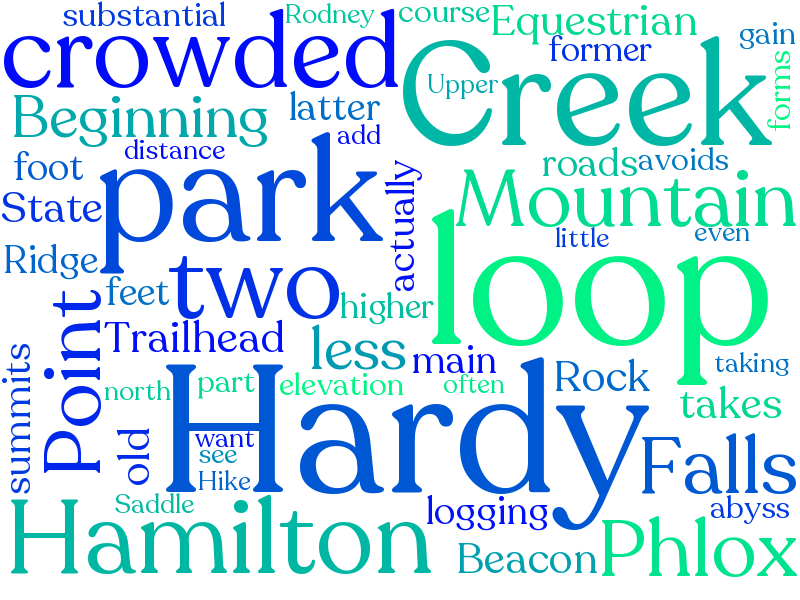 substantial
Rodney
course
Equestrian
crowded
former
gain
Creek
Upper
forms
Beginning
latter
add
distance
foot
park
roads
avoids
State
actually
Mountain
little
even
Ridge
feet
two
loop
higher
Point
Trailhead
less
main
taking
summits
north
part
elevation
often
Rock
takes
Hardy
old
want
see
Hike
Falls
Saddle
logging
abyss
Hamilton
Beacon
Phlox